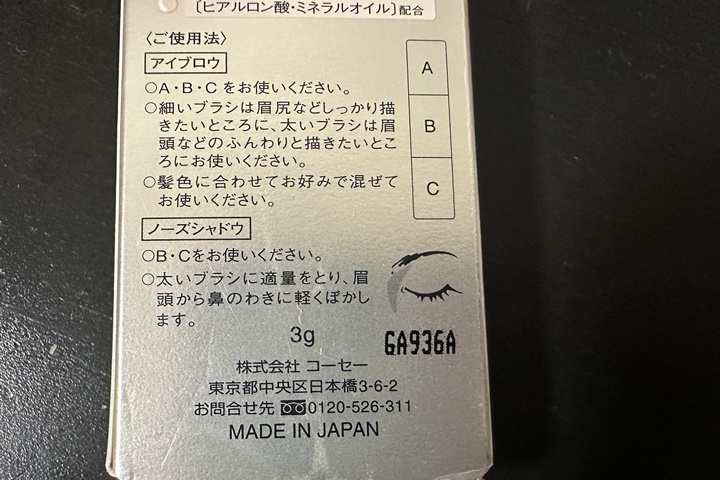 〔ヒアルロン酸・ミネラルオイル〕配合
〈ご使用法〉
アイブロウ
○A・B・Cをお使いください。
○細いブラシは眉尻などしっかり描
きたいところに、太いブラシは眉
頭などのふんわりと描きたいとこ
ろにお使いください。
○髪色に合わせてお好みで混ぜて
お使いください。
A
B
C
ノーズシャドウ
○B・Cをお使いください。
○太いブラシに適量をとり、眉
頭から鼻のわきに軽くぼかし
ます。
3g
GA936A
株式会社 コーセー
東京都中央区日本橋3-6-2
お問合せ先 0120-526-311
MADE IN JAPAN